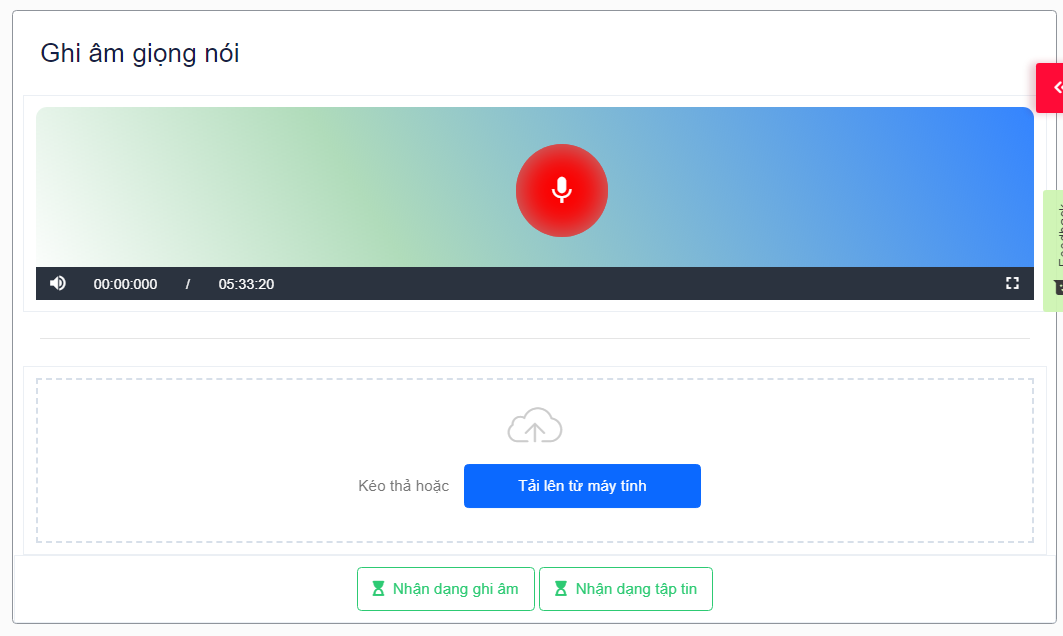 Ghi âm giọng nói
00:00:000 / 05:33:20
Feedback
Kéo thả hoặc
Tải lên từ máy tính
Nhận dạng ghi âm
Nhận dạng tập tin